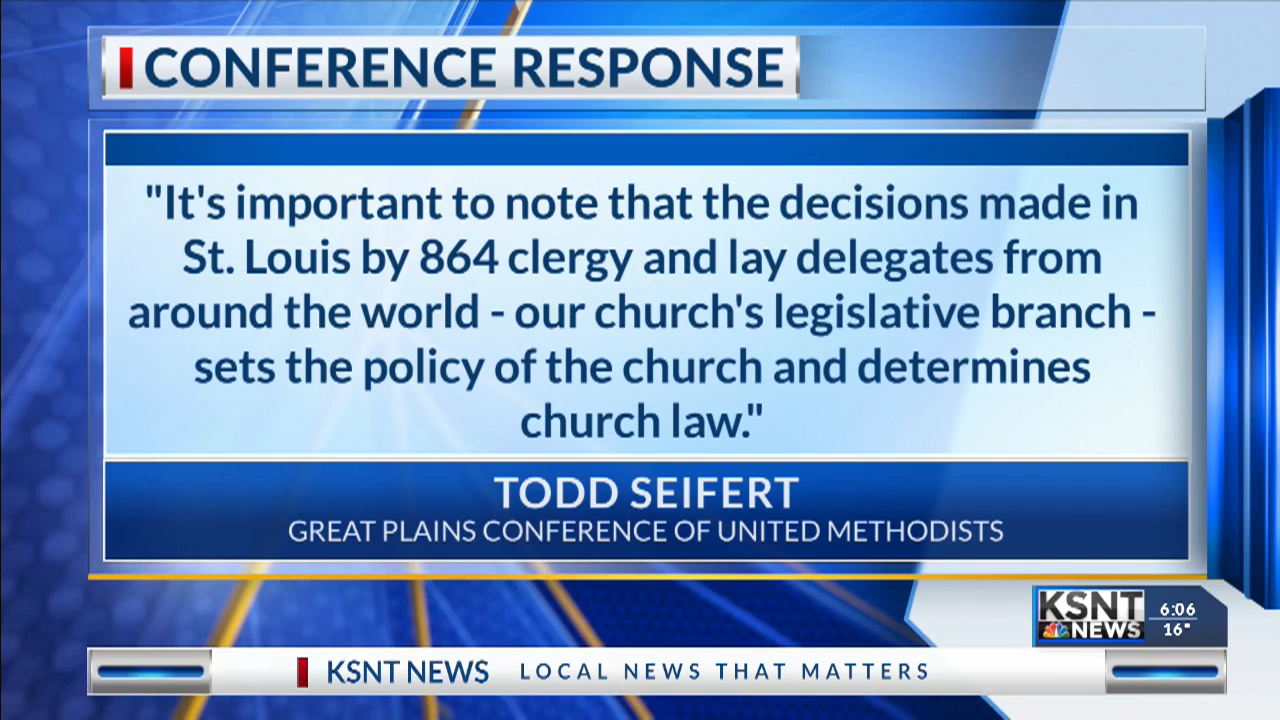 CONFERENCE RESPONSE
"It's important to note that the decisions made in
St. Louis by 864 clergy and lay delegates from
around the world - our church's legislative branch -
sets the policy of the church and determines
church law."
TODD SEIFERT
GREAT PLAINS CONFERENCE OF UNITED METHODISTS
KSNT
NEWS
6:06
16°
KSNT NEWS LOCAL NEWS THAT MATTERS